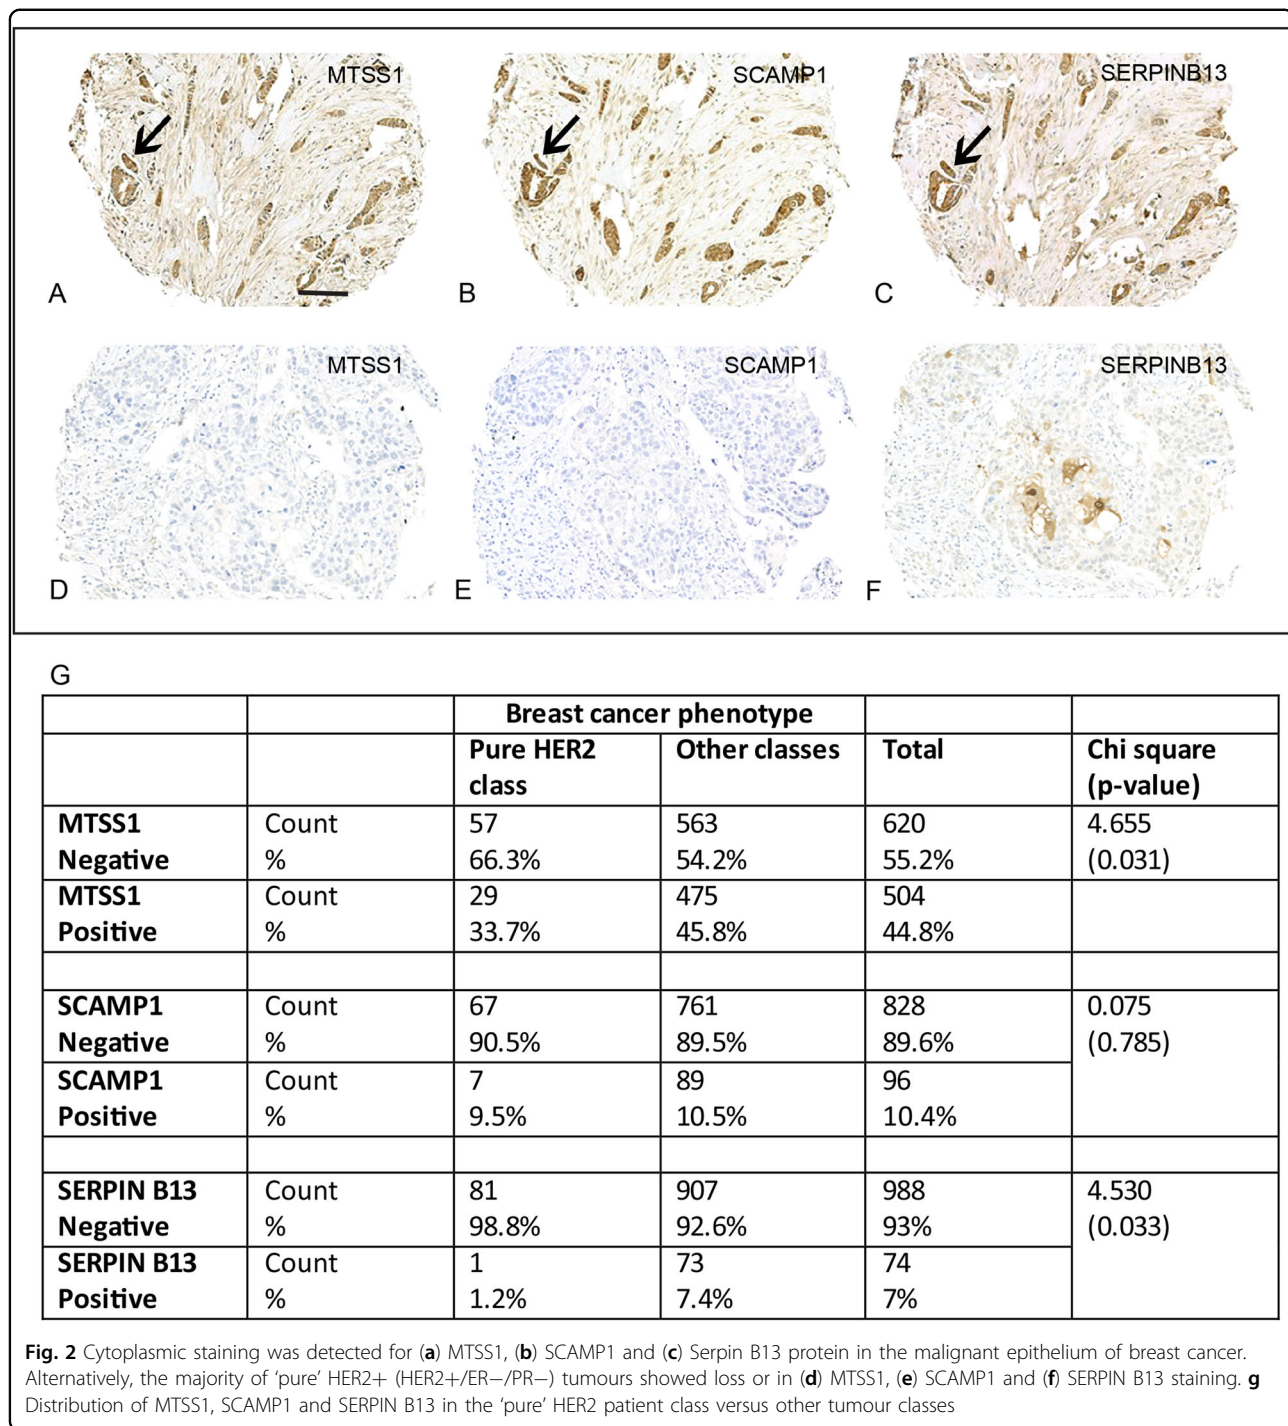 MTSS1 SCAMP1 SERPINB13
A B C
MTSS1 SCAMP1 SERPINB13
D E F
G
Breast cancer phenotype
Pure HER2 class Other classes Total Chi square (p-value)
MTSS1 Count 57 563 620 4.655
Negative % 66.3% 54.2% 55.2% (0.031)
MTSS1 Count 29 475 504
Positive % 33.7% 45.8% 44.8%
SCAMP1 Count 67 761 828 0.075
Negative % 90.5% 89.5% 89.6% (0.785)
SCAMP1 Count 7 89 96
Positive % 9.5% 10.5% 10.4%
SERPIN B13 Count 81 907 988 4.530
Negative % 98.8% 92.6% 93% (0.033)
SERPIN B13 Count 1 73 74
Positive % 1.2% 7.4% 7%
Fig. 2 Cytoplasmic staining was detected for (a) MTSS1, (b) SCAMP1 and (c) Serpin B13 protein in the malignant epithelium of breast cancer.
Alternatively, the majority of ‘pure’ HER2+ (HER2+/ER−/PR−) tumours showed loss or in (d) MTSS1, (e) SCAMP1 and (f) SERPIN B13 staining. g
Distribution of MTSS1, SCAMP1 and SERPIN B13 in the ‘pure’ HER2 patient class versus other tumour classes